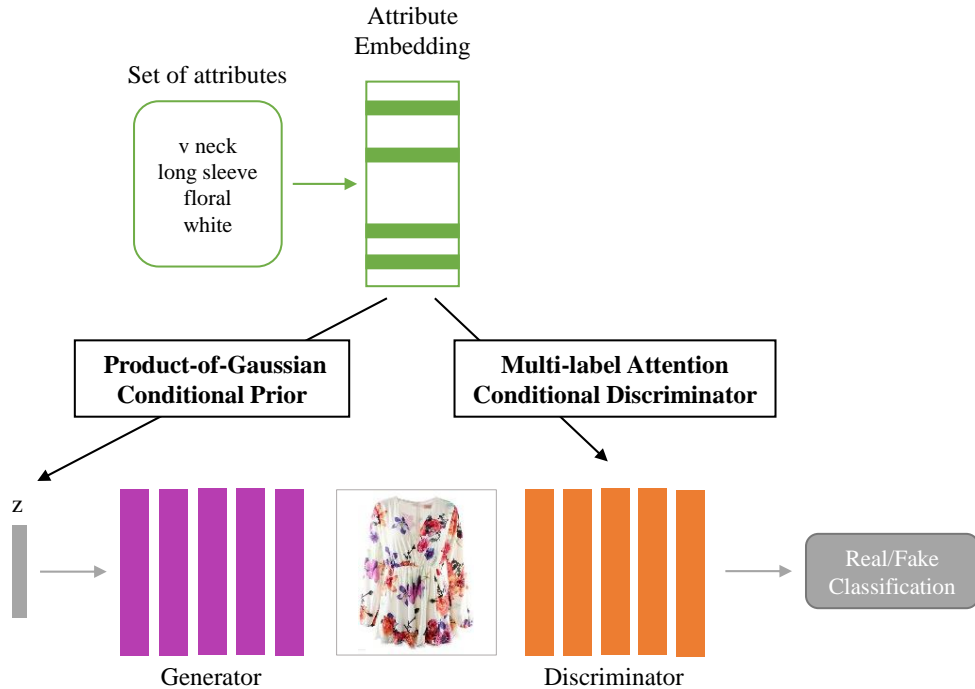 Attribute
Embedding
Set of attributes
v neck
long sleeve
floral
white
Product-of-Gaussian
Conditional Prior
Multi-label Attention
Conditional Discriminator
z
Real/Fake
Classification
Generator
Discriminator